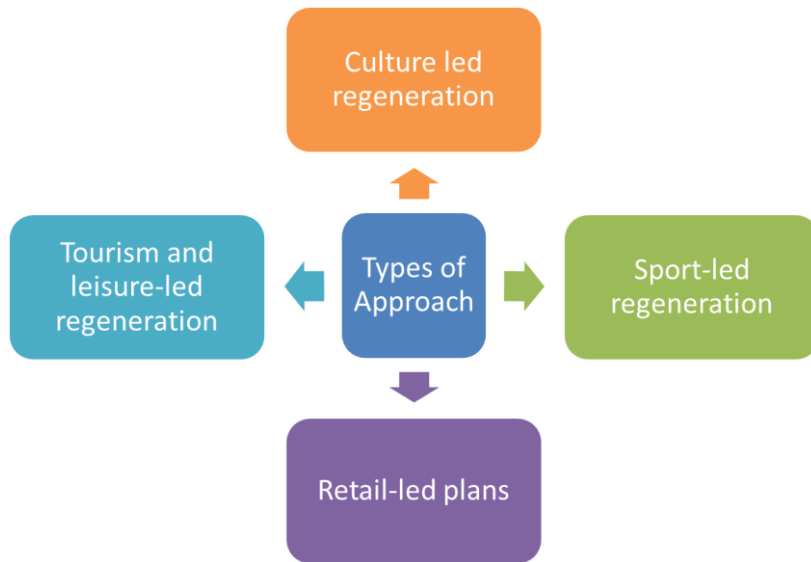 Culture led
regeneration
Tourism and
leisure-led
regeneration
Types of
Approach
Sport-led
regeneration
Retail-led plans